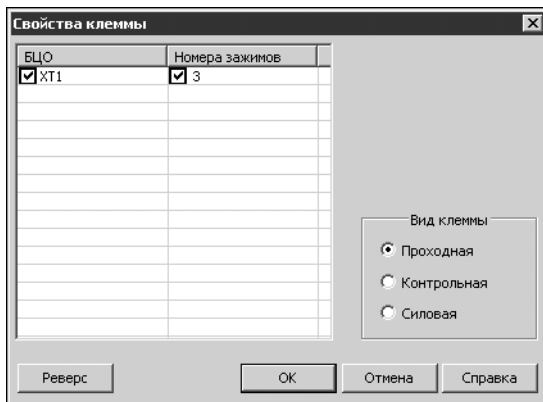 Свойства клеммы
БЦО Номера зажимов
XT1 3
Вид клеммы
Проходная
Контрольная
Силовая
Реверс OK Отмена Справка